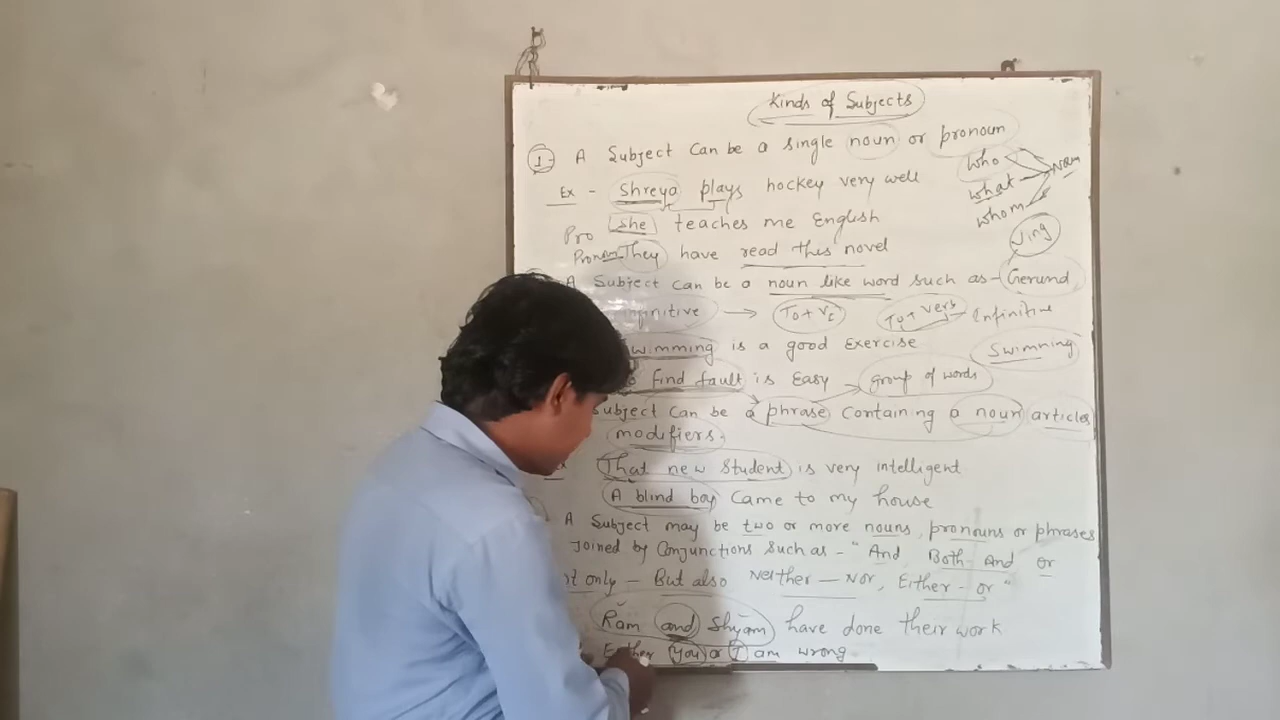 Kinds of Subjects
1. A Subject Can be a single noun or pronoun
who
what
whom
Noun
Ex - Shreya plays hockey very well
Pro she teaches me English
Pronoun They have read this novel
Ving
A Subject can be a noun like word such as - Gerund
infinitive → To + V1 To + verb - Infinitive
Swimming is a good Exercise Swimming
To find fault is Easy group of words
Subject can be a phrase Containing a noun articles
modifiers.
That new student is very intelligent
A blind boy Came to my house
A Subject may be two or more nouns, pronouns or phrases
Joined by Conjunctions such as - "And Both - And or
Not only - But also Neither - Nor, Either - or"
Ram and Shyam have done their work
Either You or I am wrong